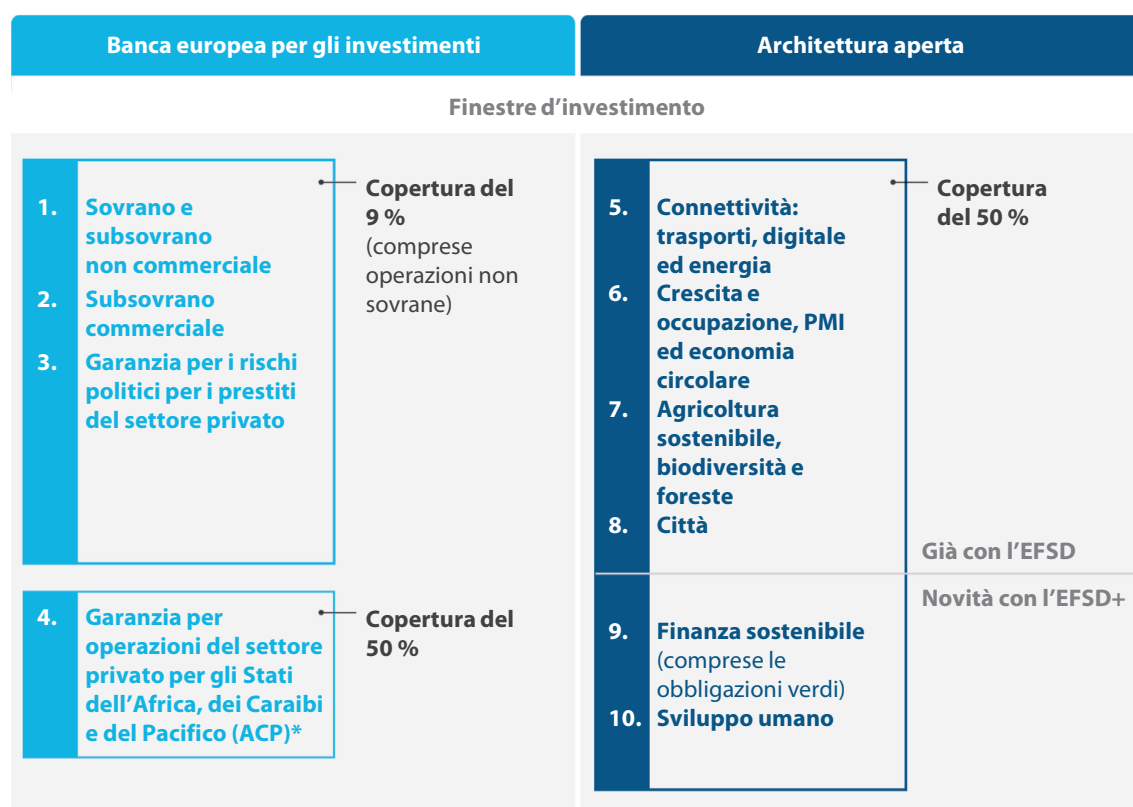 Banca europea per gli investimenti
Architettura aperta
Finestre d’investimento
1. Sovrano e
subsovrano
non commerciale
2. Subsovrano
commerciale
3. Garanzia per i rischi
politici per i prestiti
del settore privato
Copertura del
9 %
(comprese
operazioni non
sovrane)
4. Garanzia per
operazioni del settore
privato per gli Stati
dell’Africa, dei Caraibi
e del Pacifico (ACP)*
Copertura del
50 %
5. Connettività:
trasporti, digitale
ed energia
6. Crescita e
occupazione, PMI
ed economia
circolare
7. Agricoltura
sostenibile,
biodiversità e
foreste
8. Città
Copertura
del 50 %
Già con l’EFSD
Novità con l’EFSD+
9. Finanza sostenibile
(comprese le
obbligazioni verdi)
10. Sviluppo umano